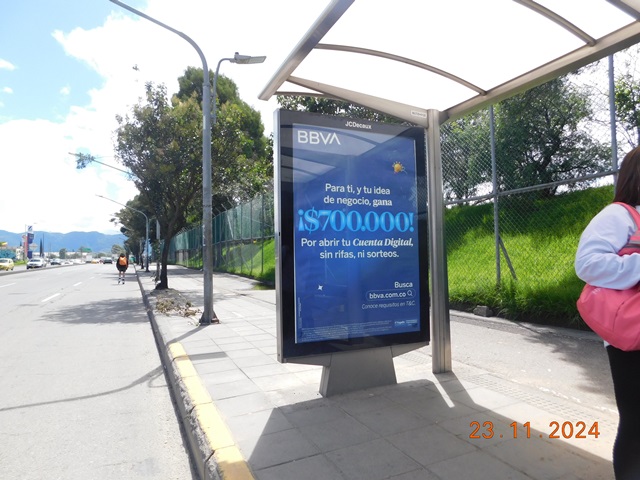 JCDecaux
BBVA
Para ti, y tu idea
de negocio, gana
¡$700.000!
Por abrir tu Cuenta Digital,
sin rifas, ni sorteos.
Busca
bbva.com.co
Conoce requisitos en T&C
23 11 2024